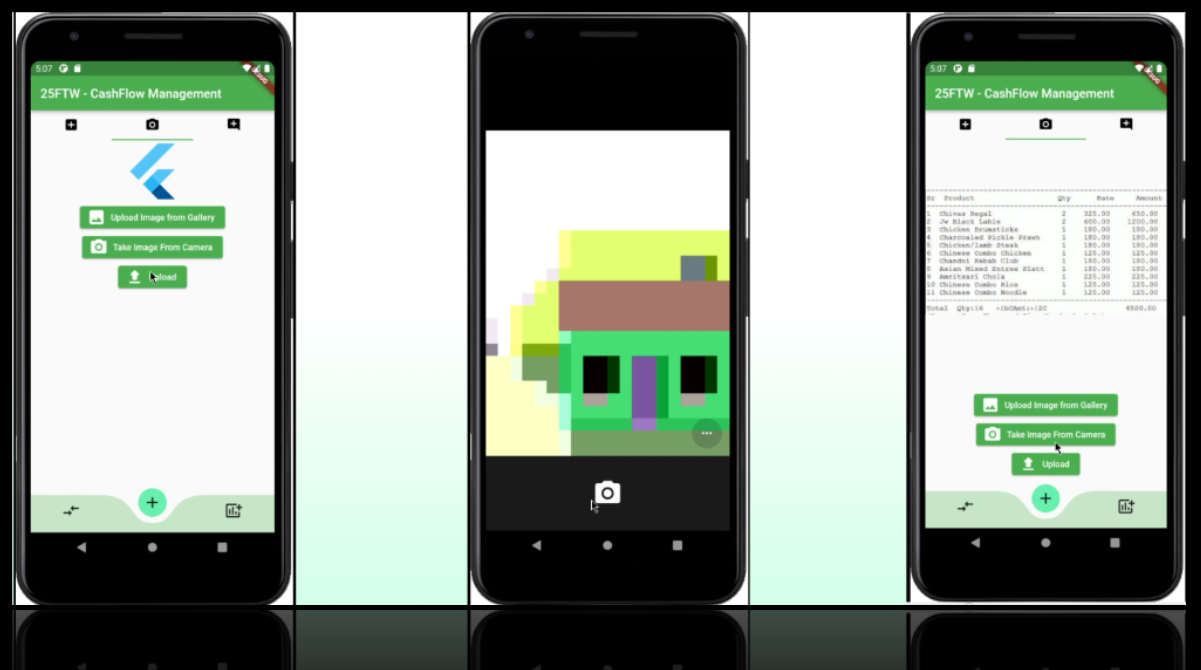 5:07
DEBUG
25FTW - CashFlow Management
Upload Image from Gallery
Take Image From Camera
Upload
5:07
DEBUG
25FTW - CashFlow Management
Sr Product Qty Rate Amount
1 Chivas Regal 2 325.00 650.00
2 Jw Black Lable 2 600.00 1200.00
3 Chicken Drumsticks 1 180.00 180.00
4 Charcoaled Pickle Prawn 1 180.00 180.00
5 Chicken/Lamb Steak 1 180.00 180.00
6 Chinese Combo Chicken 1 125.00 125.00
7 Chandni Kebab Club 1 180.00 180.00
8 Asian Mixed Entree Platt 1 180.00 180.00
9 Amritsari Chola 1 225.00 225.00
10 Chinese Combo Rice 1 125.00 125.00
11 Chinese Combo Noodle 1 125.00 125.00
Total Qty:16 4500.00
Upload Image from Gallery
Take Image From Camera
Upload